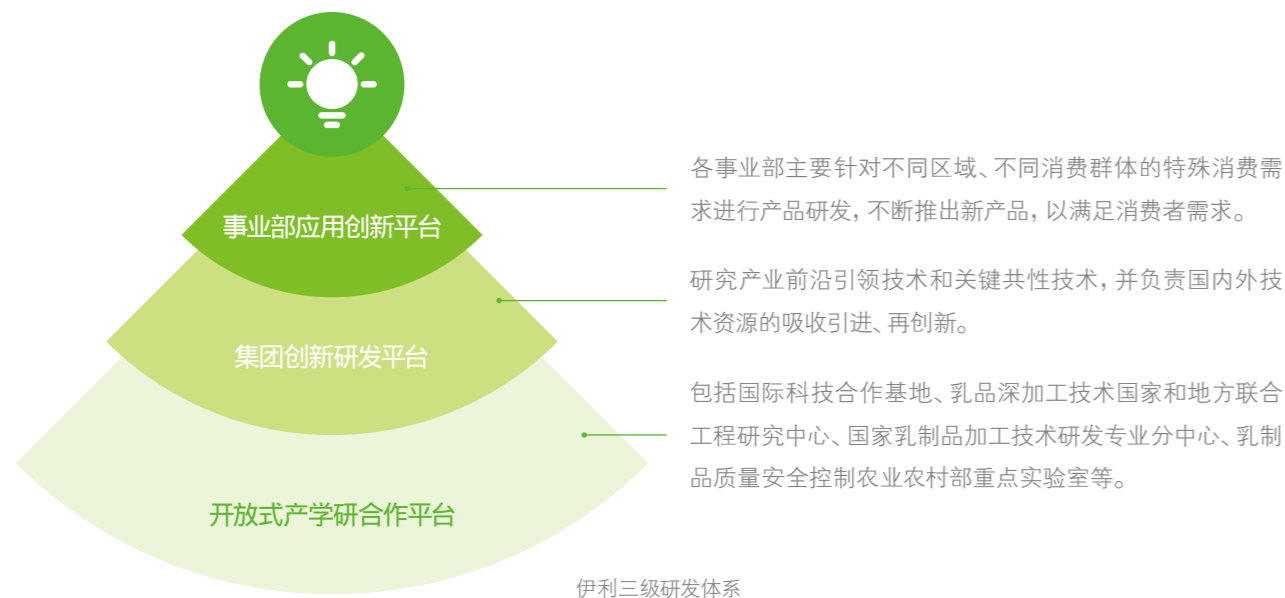 各事业部主要针对不同区域、不同消费群体的特殊消费需
求进行产品研发，不断推出新产品，以满足消费者需求。
事业部应用创新平台
研究产业前沿引领技术和关键共性技术，并负责国内外技
术资源的吸收引进、再创新。
集团创新研发平台
包括国际科技合作基地、乳品深加工技术国家和地方联合
工程研究中心、国家乳制品加工技术研发专业分中心、乳制
品质量安全控制农业农村部重点实验室等。
开放式产学研合作平台
伊利三级研发体系